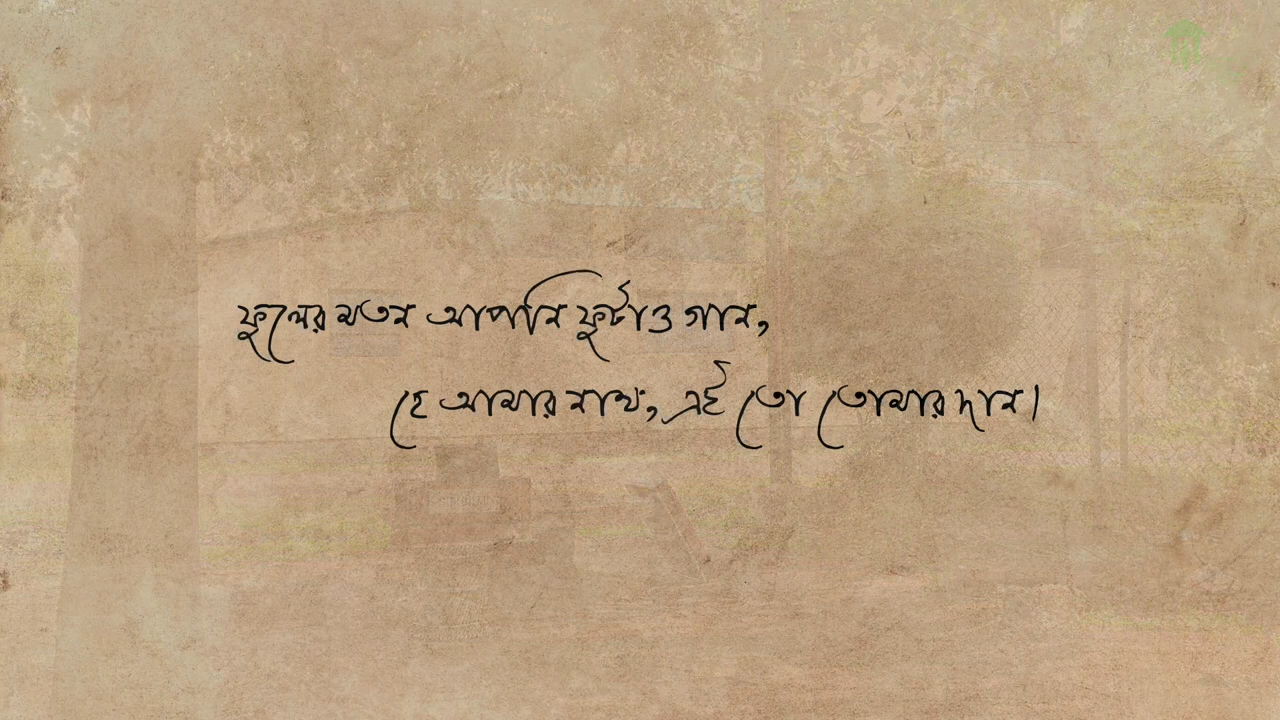 ফুলের মতন আপনি ফুটাও গান,
হে আমার নাথ, এই তো তোমার দান।